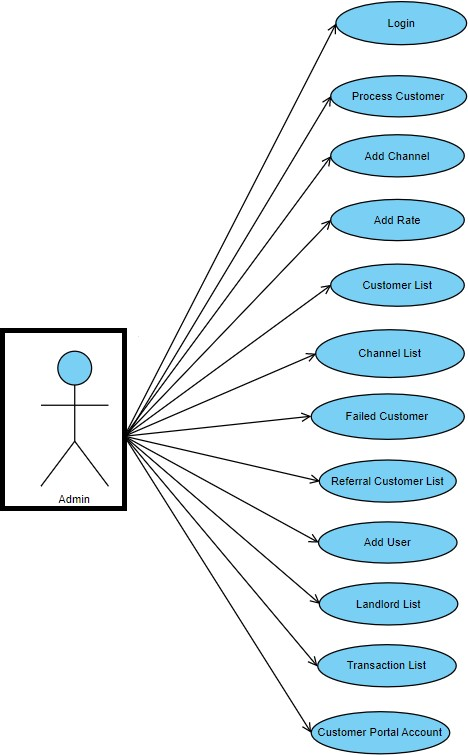 Login
Process Customer
Add Channel
Add Rate
Customer List
Channel List
Failed Customer
Referral Customer List
Admin
Add User
Landlord List
Transaction List
Customer Portal Account